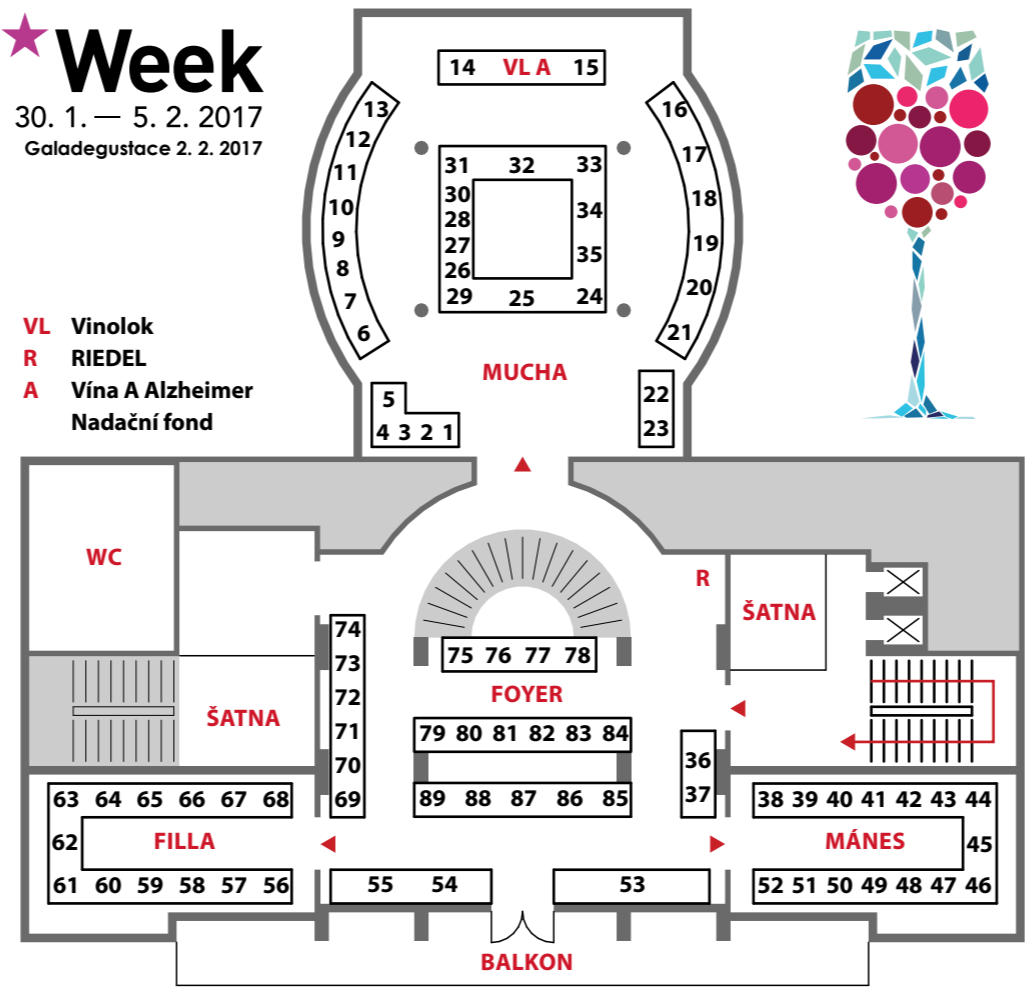 Week
30. 1. — 5. 2. 2017
Galadegustace 2. 2. 2017
VL Vinolok
R RIEDEL
A Vína A Alzheimer
Nadační fond
14 VL A 15
13
12
11
10
9
8
7
6
16
17
18
19
20
21
31 32 33
30
28
27
26
34
35
29 25 24
MUCHA
5
4 3 2 1
22
23
WC
R
ŠATNA
74
73
72
71
70
69
75 76 77 78
FOYER
ŠATNA
79 80 81 82 83 84
89 88 87 86 85
36
37
63 64 65 66 67 68
62
FILLA
61 60 59 58 57 56
38 39 40 41 42 43 44
MÁNES
45
52 51 50 49 48 47 46
55 54
53
BALKON